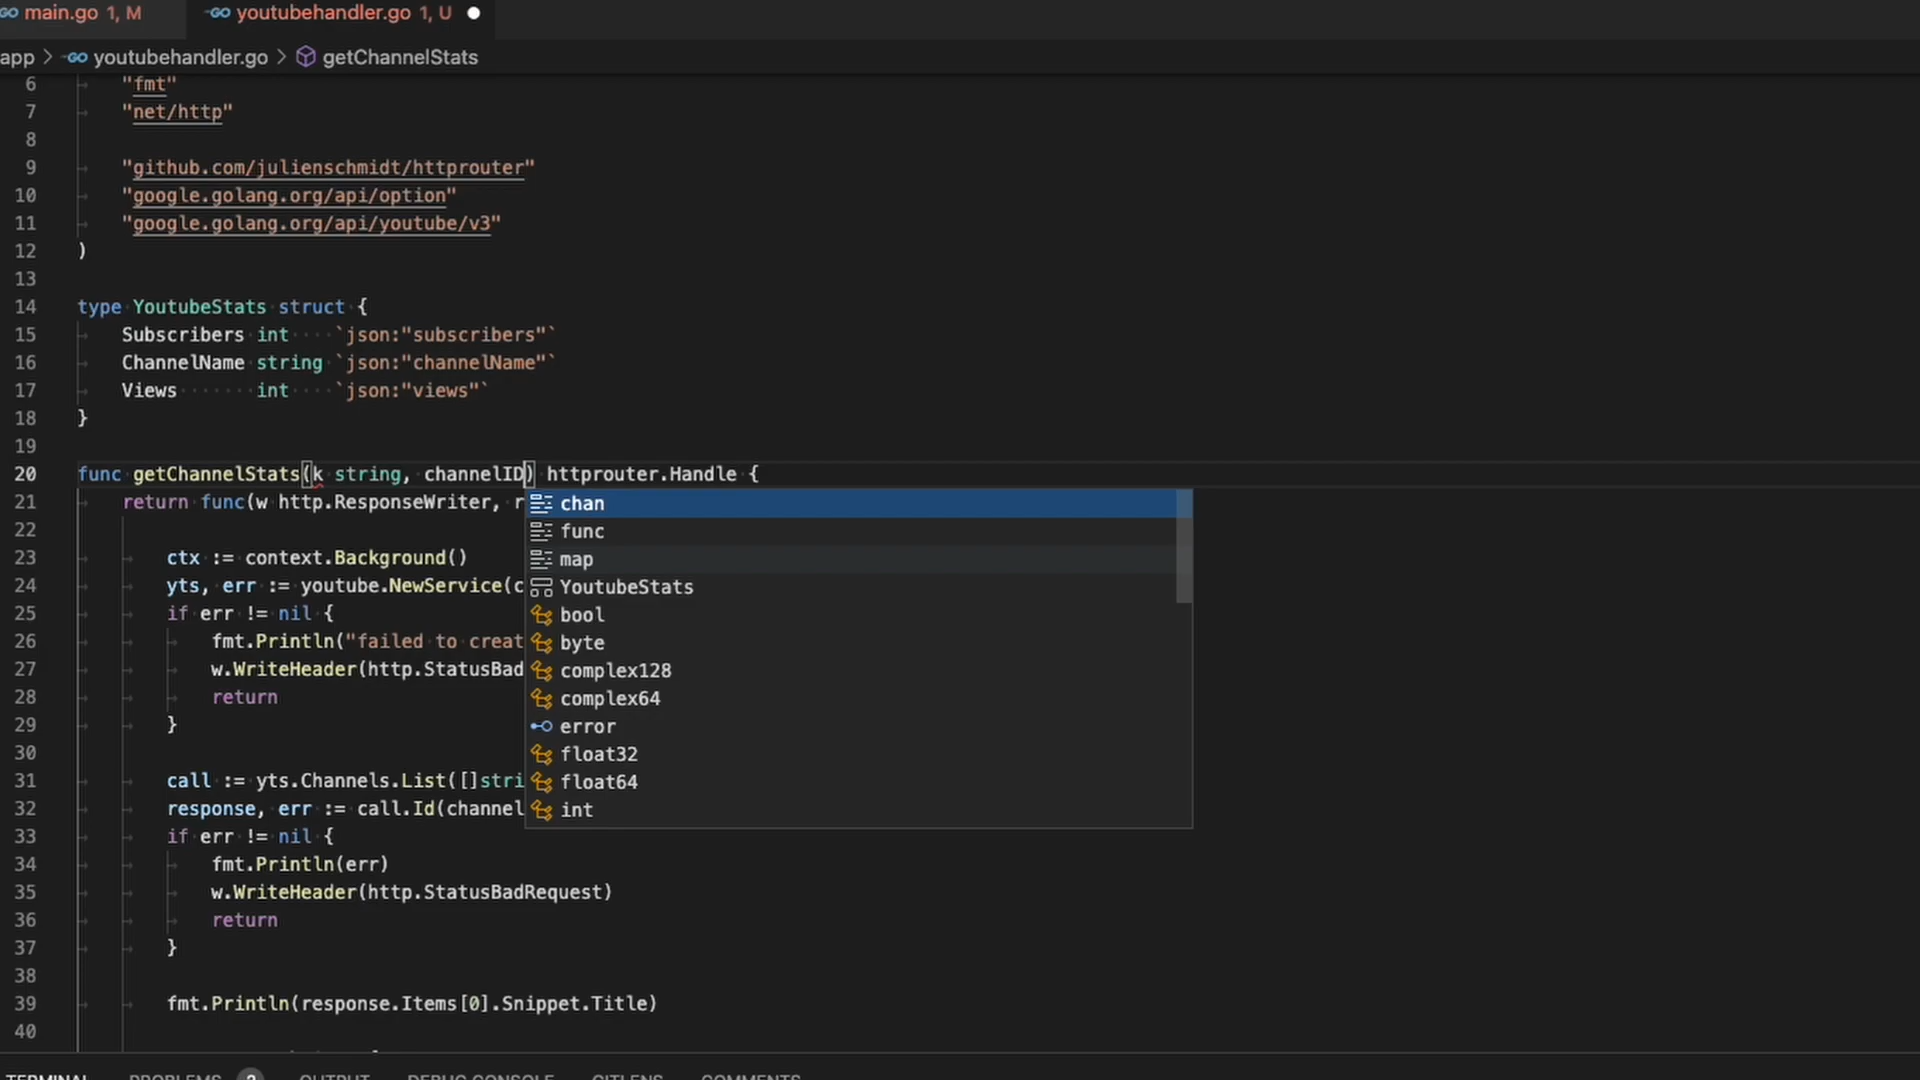 main.go 1, M youtubehandler.go 1, U
app > youtubehandler.go > getChannelStats
6 "fmt"
7 "net/http"
8
9 "github.com/julienschmidt/httprouter"
10 "google.golang.org/api/option"
11 "google.golang.org/api/youtube/v3"
12 )
13
14 type YoutubeStats struct {
15 Subscribers int `json:"subscribers"`
16 ChannelName string `json:"channelName"`
17 Views int `json:"views"`
18 }
19
20 func getChannelStats(k string, channelID) httprouter.Handle {
21 return func(w http.ResponseWriter, r
22
23 ctx := context.Background()
24 yts, err := youtube.NewService(c
25 if err != nil {
26 fmt.Println("failed to creat
27 w.WriteHeader(http.StatusBad
28 return
29 }
30
31 call := yts.Channels.List([]stri
32 response, err := call.Id(channel
33 if err != nil {
34 fmt.Println(err)
35 w.WriteHeader(http.StatusBadRequest)
36 return
37 }
38
39 fmt.Println(response.Items[0].Snippet.Title)
40
chan
func
map
YoutubeStats
bool
byte
complex128
complex64
error
float32
float64
int
TERMINAL PROBLEMS 2 OUTPUT DEBUG CONSOLE GITLENS COMMENTS